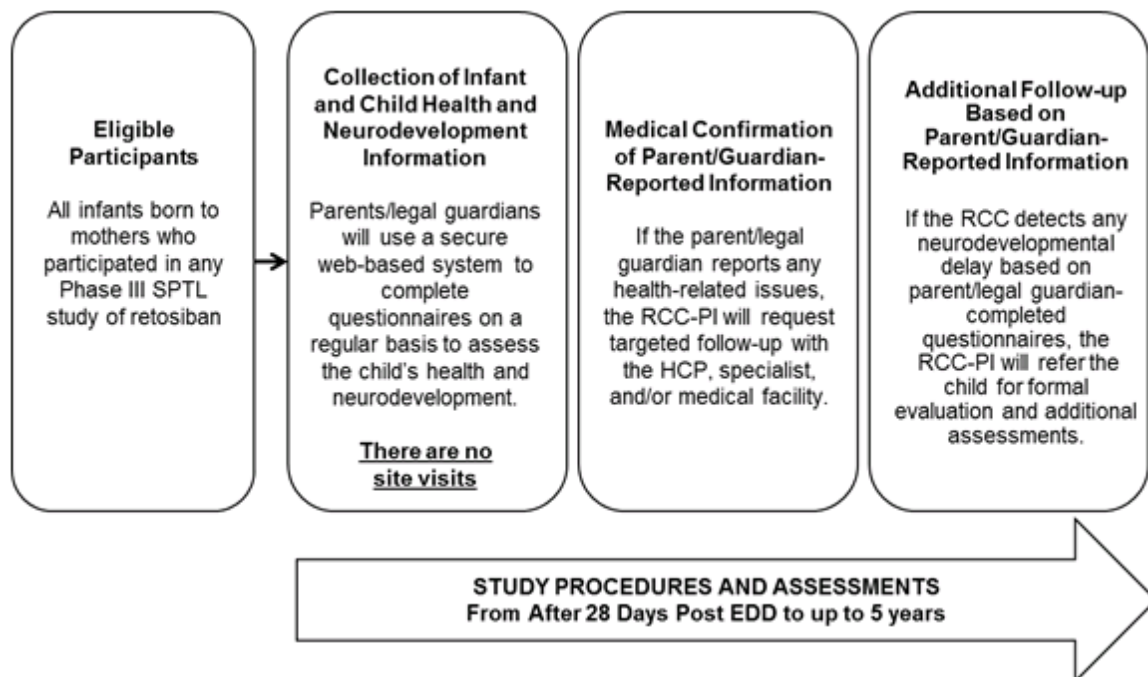 Eligible
Participants
All infants born to
mothers who
participated in any
Phase III SPTL
study of retosiban
Collection of Infant
and Child Health and
Neurodevelopment
Information
Parents/legal guardians
will use a secure
web-based system to
complete
questionnaires on a
regular basis to assess
the child's health and
neurodevelopment.
There are no
site visits
Medical Confirmation
of Parent/Guardian-
Reported Information
If the parent/legal
guardian reports any
health-related issues,
the RCC-PI will request
targeted follow-up with
the HCP, specialist,
and/or medical facility.
Additional Follow-up
Based on
Parent/Guardian-
Reported Information
If the RCC detects any
neurodevelopmental
delay based on
parent/legal guardian-
completed
questionnaires, the
RCC-PI will refer the
child for formal
evaluation and additional
assessments.
STUDY PROCEDURES AND ASSESSMENTS
From After 28 Days Post EDD to up to 5 years